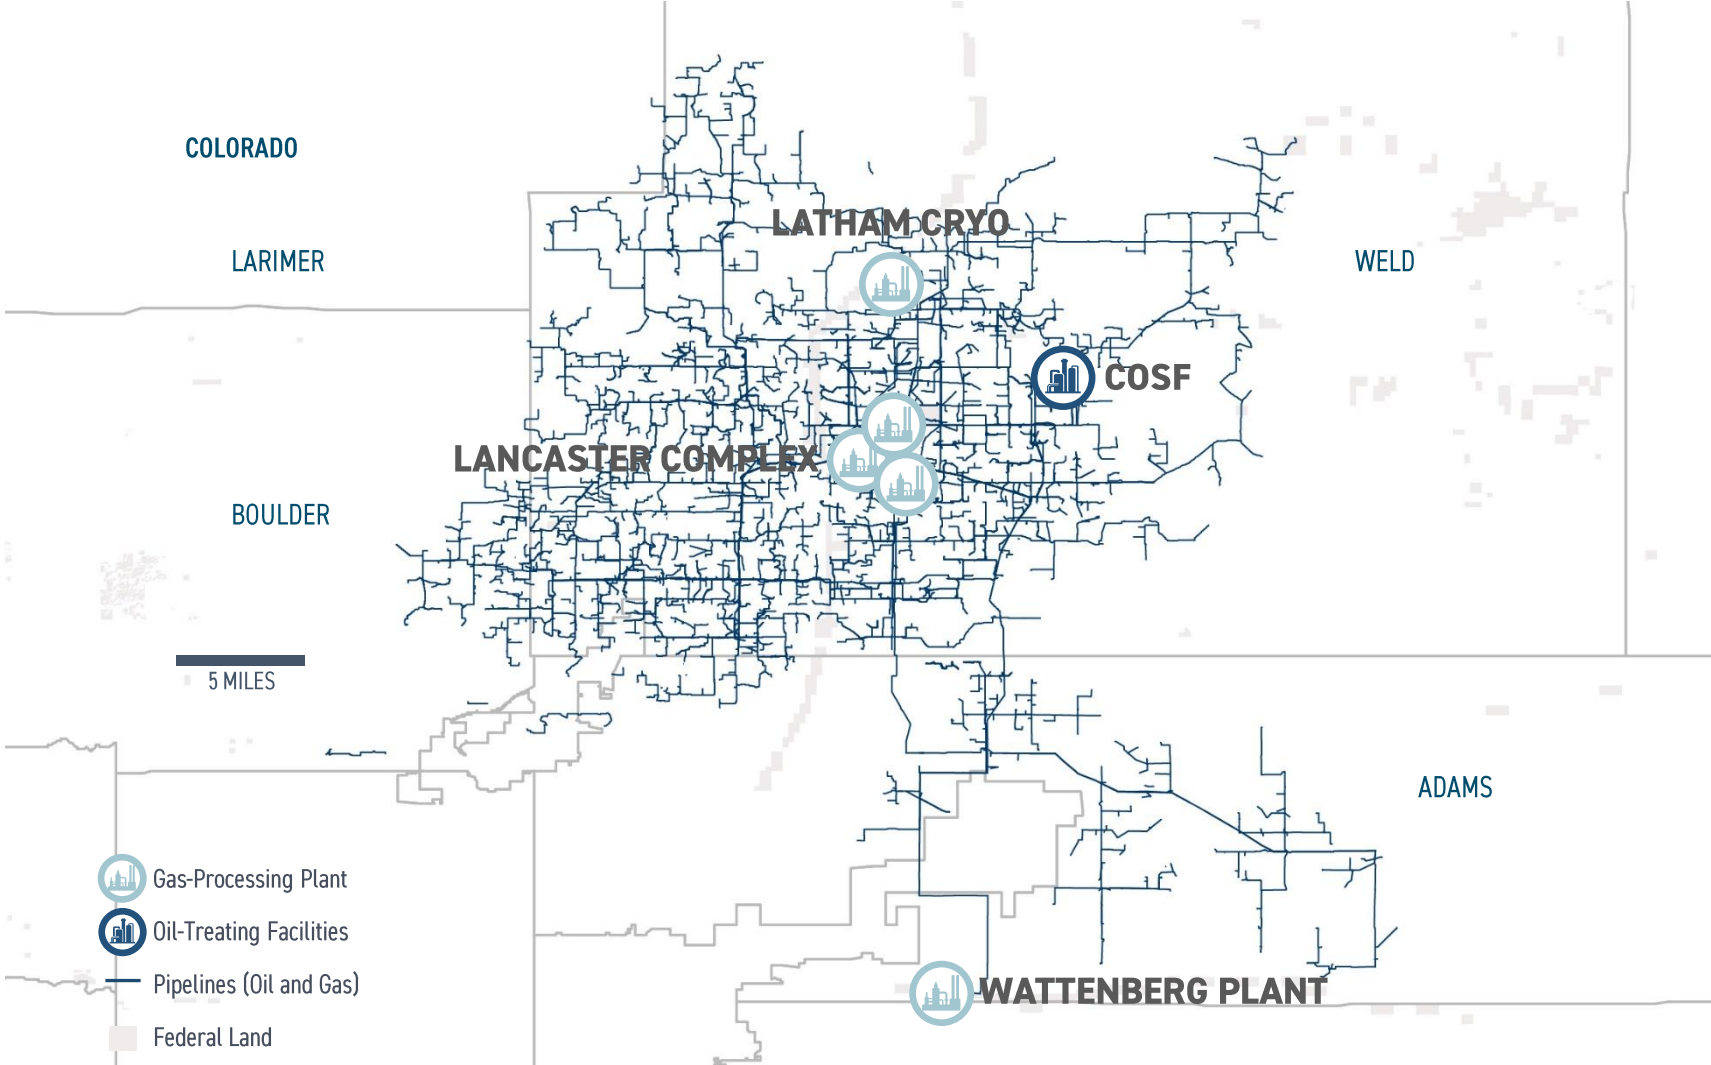 COLORADO
LATHAM CRYO
LARIMER
WELD
COSF
LANCASTER COMPLEX
BOULDER
5 MILES
ADAMS
Gas-Processing Plant
Oil-Treating Facilities
Pipelines (Oil and Gas)
WATTENBERG PLANT
Federal Land